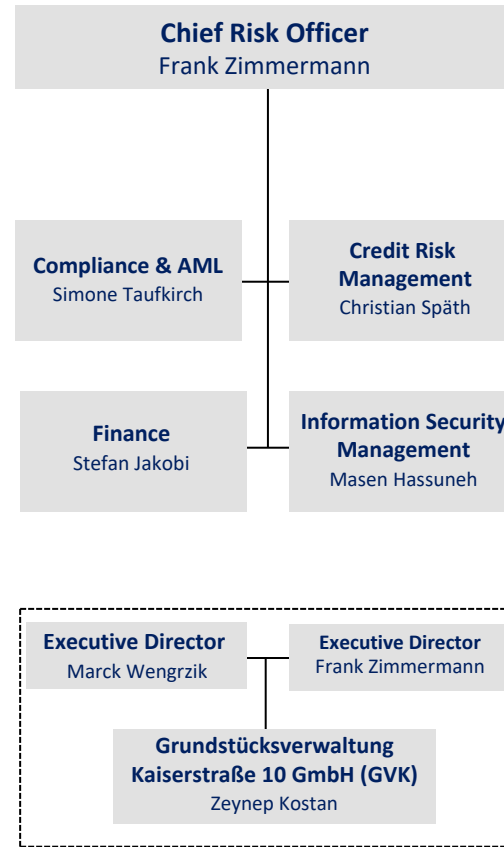 Chief Risk Officer
Frank Zimmermann
Compliance & AML
Simone Taufkirch
Credit Risk
Management
Christian Späth
Finance
Stefan Jakobi
Information Security
Management
Masen Hassuneh
Executive Director
Marck Wengrzik
Executive Director
Frank Zimmermann
Grundstücksverwaltung
Kaiserstraße 10 GmbH (GVK)
Zeynep Kostan